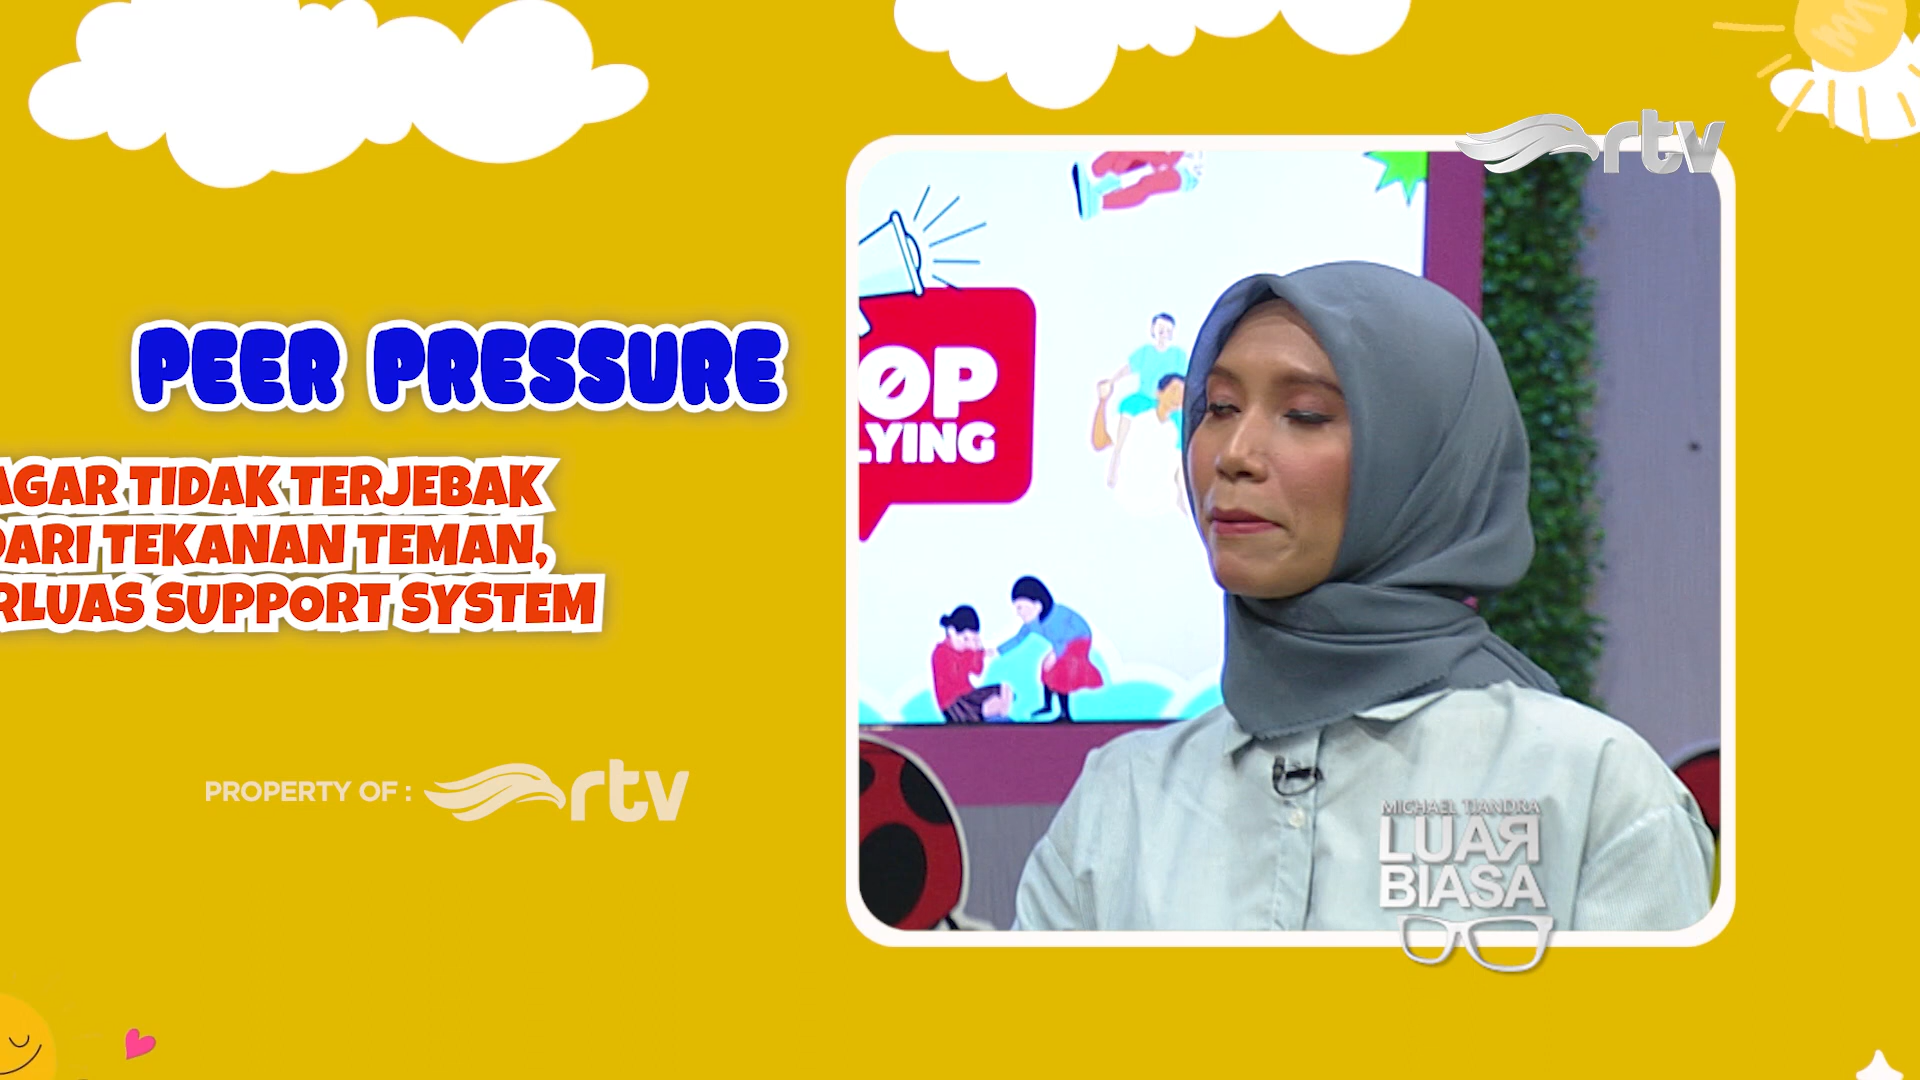 rtv
PEER PRESSURE
AGAR TIDAK TERJEBAK
DARI TEKANAN TEMAN,
RLUAS SUPPORT SYSTEM
PROPERTY OF : rtv
OP
LYING
MICHAEL TJANDRA
LUAR
BIASA